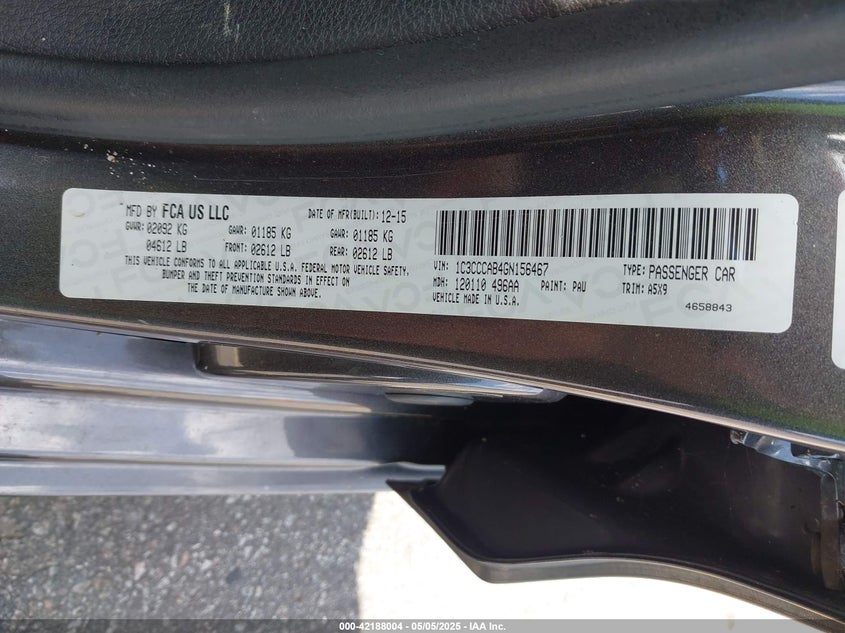 MFD BY FCA US LLC
DATE OF MFR(BUILT): 12-15
GVWR: 02092 KG GAWR: 01185 KG GAWR: 01185 KG
04612 LB FRONT: 02612 LB REAR: 02612 LB
THIS VEHICLE CONFORMS TO ALL APPLICABLE U.S.A. FEDERAL MOTOR VEHICLE SAFETY,
BUMPER AND THEFT PREVENTION STANDARDS IN EFFECT ON
THE DATE OF MANUFACTURE SHOWN ABOVE.
VIN: 1C3CCCAB4GN156467 TYPE: PASSENGER CAR
MDH: 120110 496AA PAINT: PAU TRIM: A5X9
VEHICLE MADE IN U.S.A. 4658843
000-42188004 | 05/05/2025 - IAA Inc.